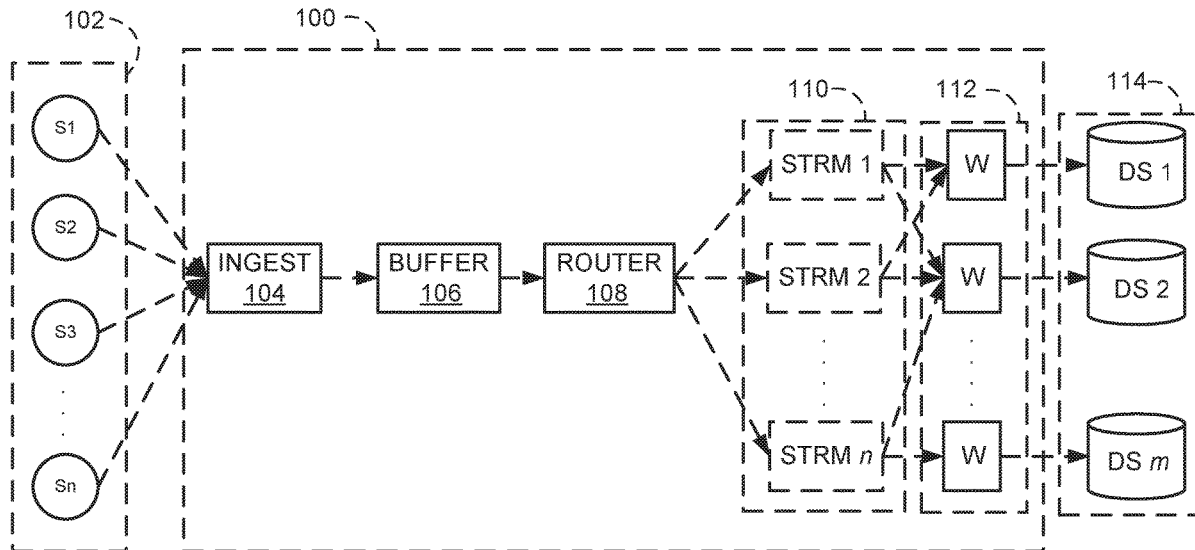 102
100
110
112
114
S1
STRM 1
W
DS 1
S2
INGEST
104
BUFFER
106
ROUTER
108
STRM 2
W
DS 2
S3
Sn
STRM n
W
DS m